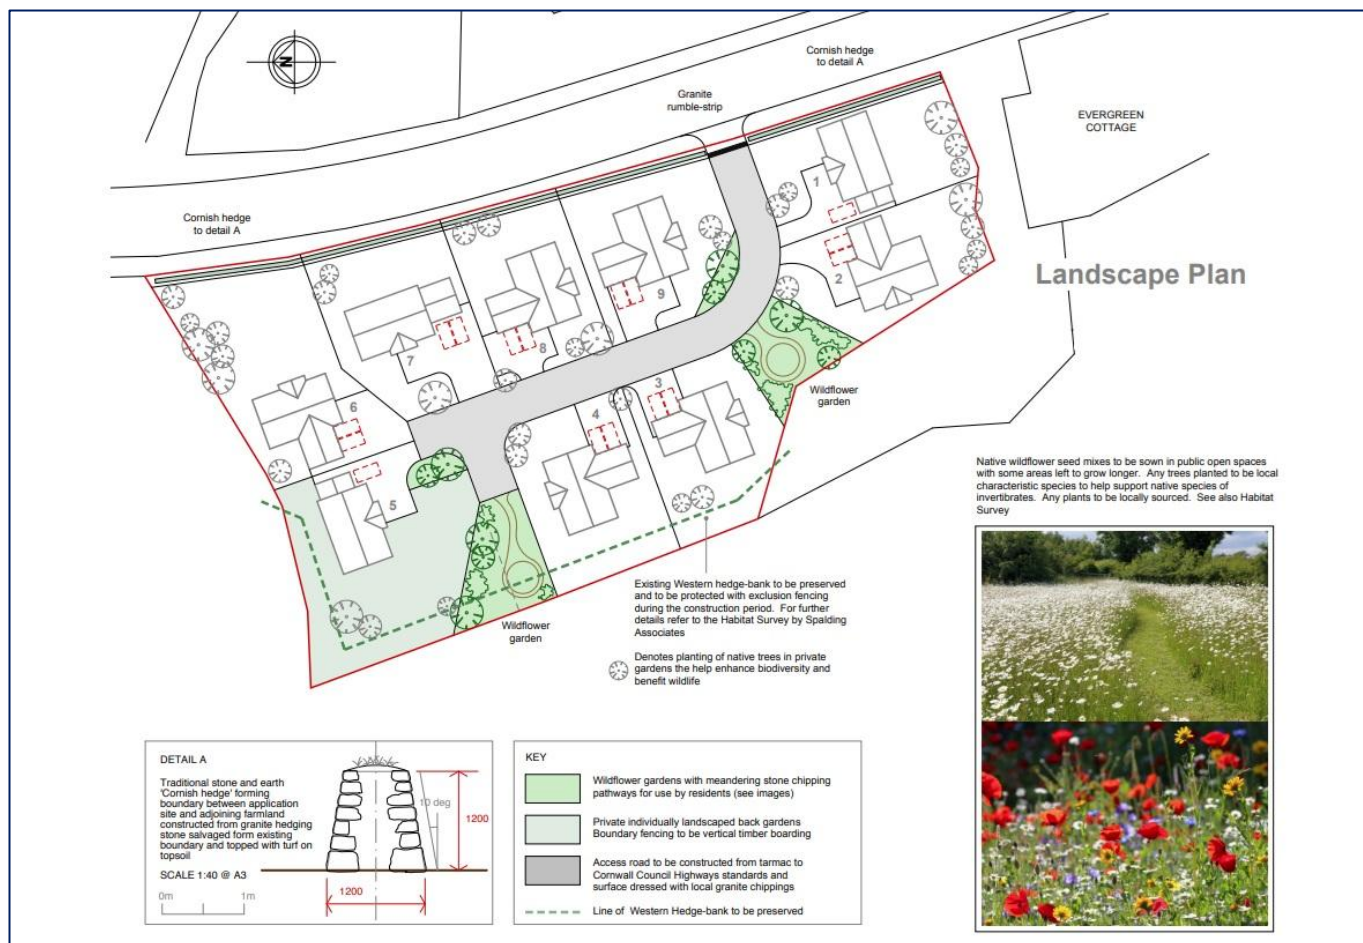 N
Cornish hedge
to detail A
Granite
rumble-strip
EVERGREEN
COTTAGE
Cornish hedge
to detail A
1
2
9
8
7
3
4
6
5
Landscape Plan
Wildflower
garden
Wildflower
garden
Native wildflower seed mixes to be sown in public open spaces
with some areas left to grow longer. Any trees planted to be local
characteristic species to help support native species of
invertibrates. Any plants to be locally sourced. See also Habitat
Survey
Existing Western hedge-bank to be preserved
and to be protected with exclusion fencing
during the construction period. For further
details refer to the Habitat Survey by Spalding
Associates
Denotes planting of native trees in private
gardens the help enhance biodiversity and
benefit wildlife
DETAIL A
Traditional stone and earth
'Cornish hedge' forming
boundary between application
site and adjoining farmland
constructed from granite hedging
stone salvaged form existing
boundary and topped with turf on
topsoil
SCALE 1:40 @ A3
0m 1m
10 deg
1200
1200
KEY
Wildflower gardens with meandering stone chipping
pathways for use by residents (see images)
Private individually landscaped back gardens
Boundary fencing to be vertical timber boarding
Access road to be constructed from tarmac to
Cornwall Council Highways standards and
surface dressed with local granite chippings
Line of Western Hedge-bank to be preserved